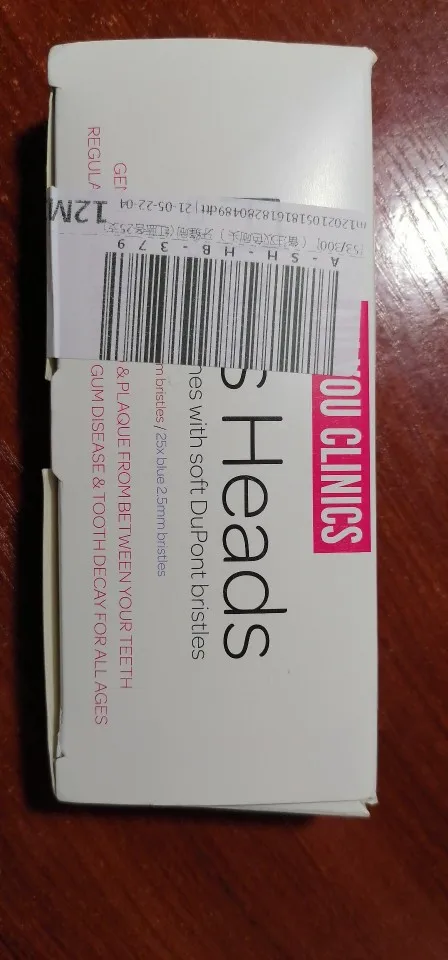 YOU CLINICS
s Heads
nes with soft DuPont bristles
m bristles / 25x blue 2.5mm bristles
GEN & PLAQUE FROM BETWEEN YOUR TEETH
REGULA GUM DISEASE & TOOTH DECAY FOR ALL AGES
A-SH-HB-379
21-05-22-04
12M